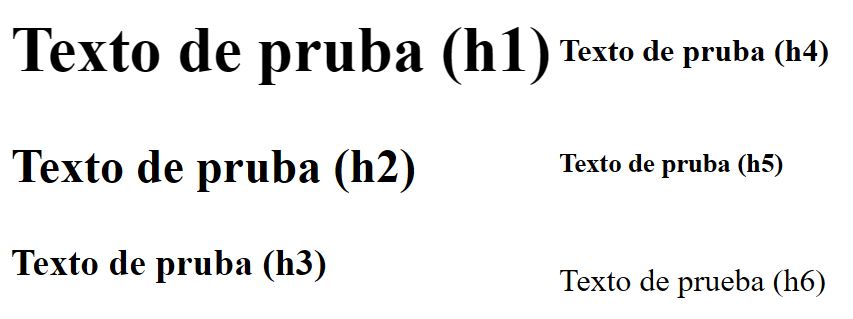 Texto de pruba (h1)
Texto de pruba (h2)
Texto de pruba (h3)
Texto de pruba (h4)
Texto de pruba (h5)
Texto de prueba (h6)